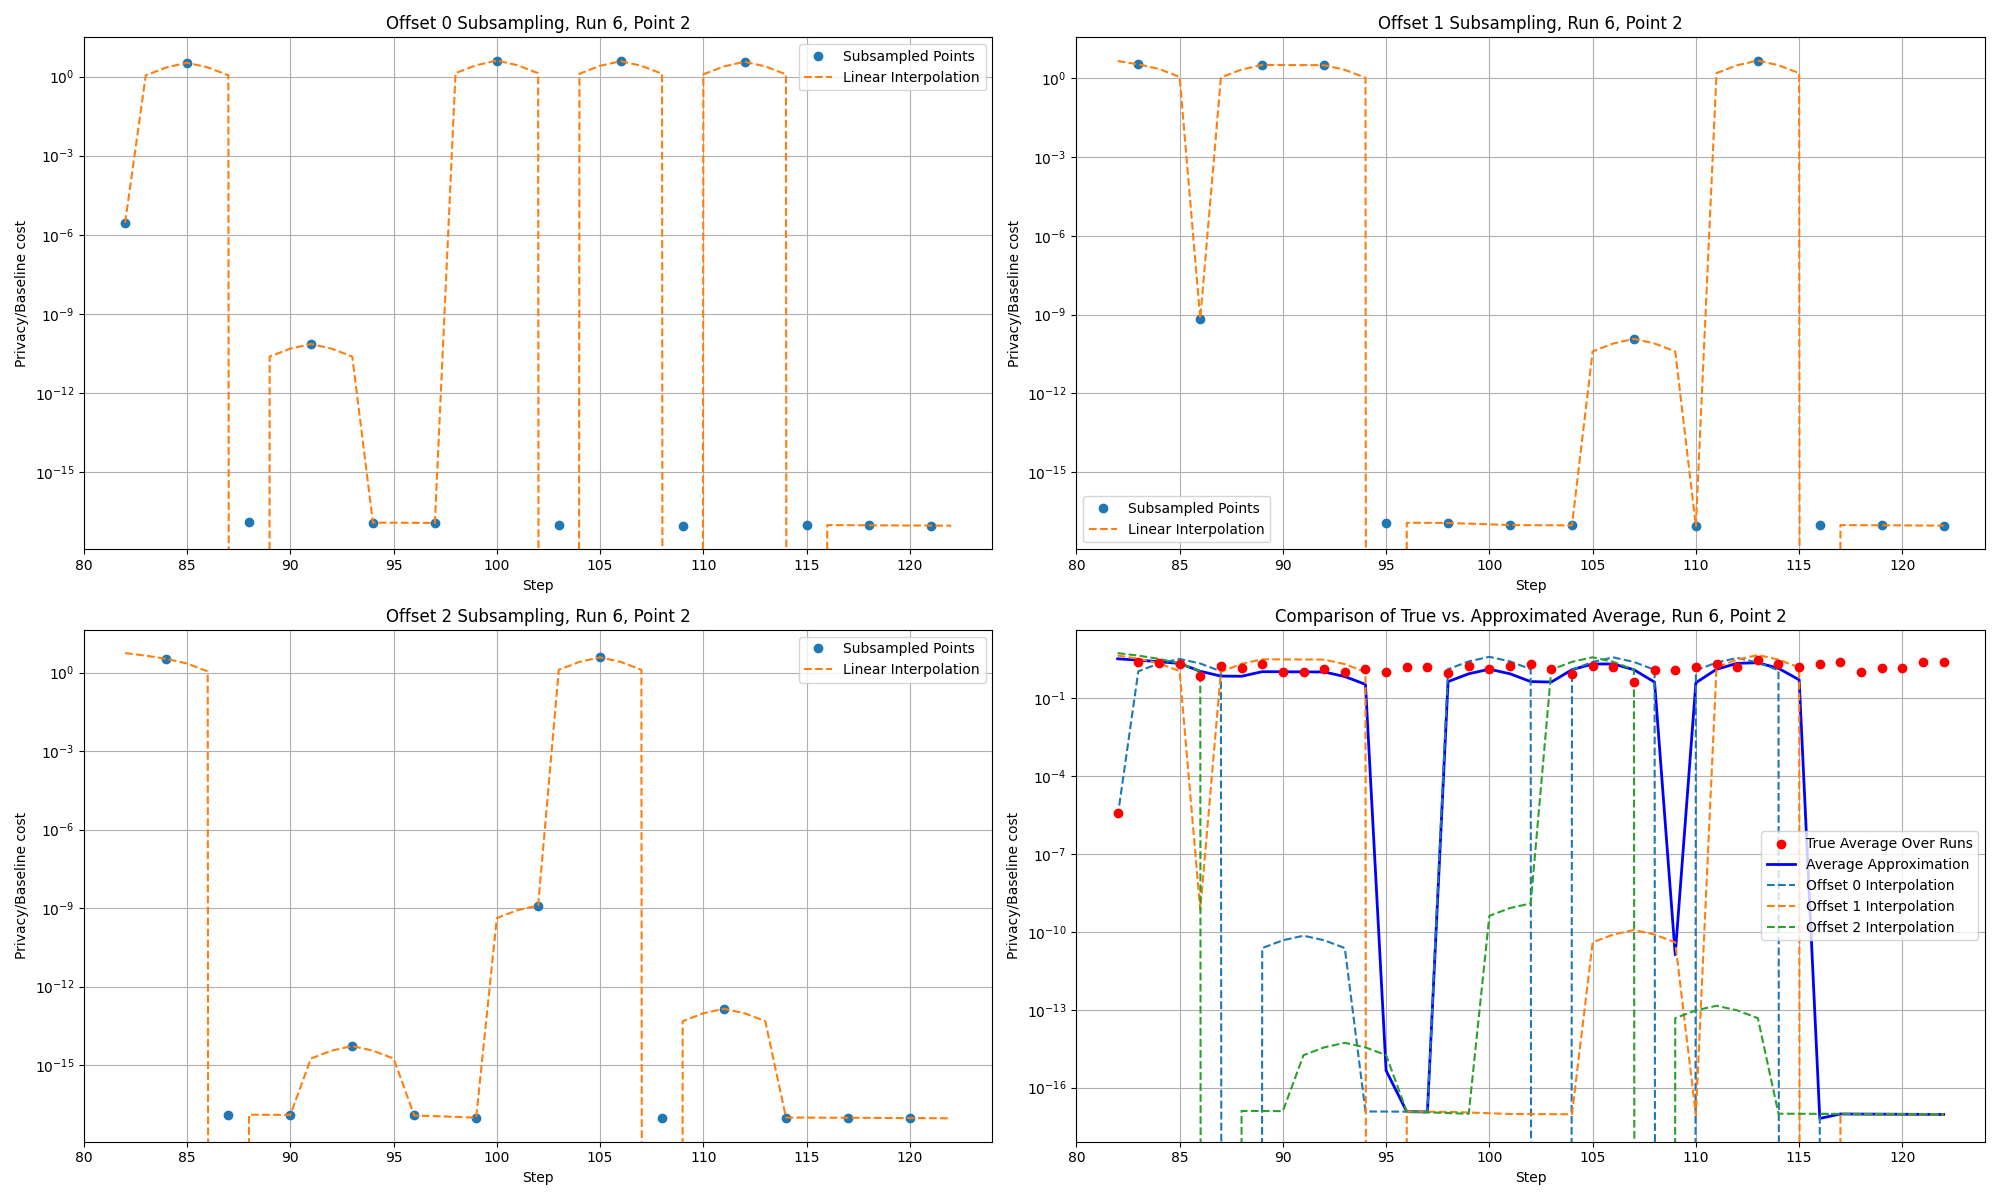 Offset 0 Subsampling, Run 6, Point 2
Privacy/Baseline cost
10^0
10^-3
10^-6
10^-9
10^-12
10^-15
Subsampled Points
Linear Interpolation
80 85 90 95 100 105 110 115 120
Step
Offset 1 Subsampling, Run 6, Point 2
Privacy/Baseline cost
10^0
10^-3
10^-6
10^-9
10^-12
10^-15
Subsampled Points
Linear Interpolation
80 85 90 95 100 105 110 115 120
Step
Offset 2 Subsampling, Run 6, Point 2
Privacy/Baseline cost
10^0
10^-3
10^-6
10^-9
10^-12
10^-15
Subsampled Points
Linear Interpolation
80 85 90 95 100 105 110 115 120
Step
Comparison of True vs. Approximated Average, Run 6, Point 2
Privacy/Baseline cost
10^-1
10^-4
10^-7
10^-10
10^-13
10^-16
True Average Over Runs
Average Approximation
Offset 0 Interpolation
Offset 1 Interpolation
Offset 2 Interpolation
80 85 90 95 100 105 110 115 120
Step